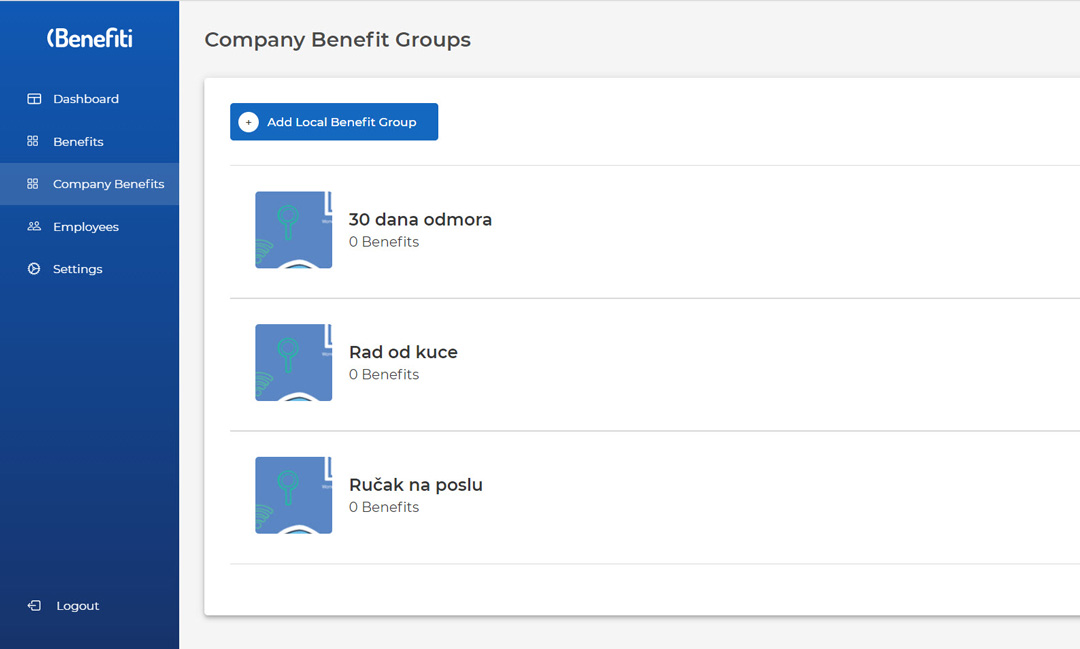 Benefiti
Dashboard
Benefits
Company Benefits
Employees
Settings
Logout
Company Benefit Groups
Add Local Benefit Group
30 dana odmora
0 Benefits
Rad od kuce
0 Benefits
Ručak na poslu
0 Benefits